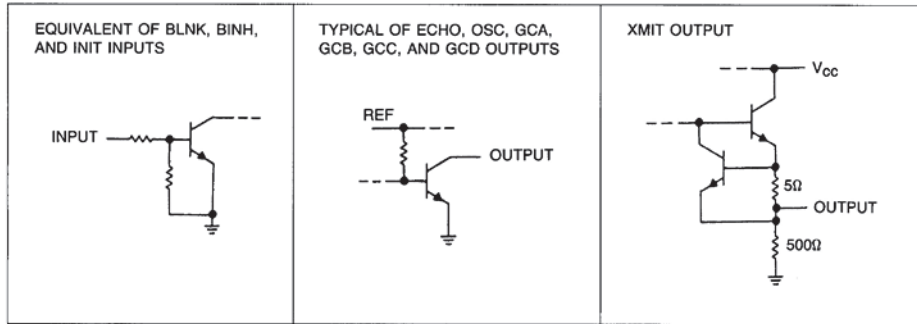 EQUIVALENT OF BLNK, BINH,
AND INIT INPUTS
INPUT
TYPICAL OF ECHO, OSC, GCA,
GCB, GCC, AND GCD OUTPUTS
REF
OUTPUT
XMIT OUTPUT
VCC
5Ω
OUTPUT
500Ω